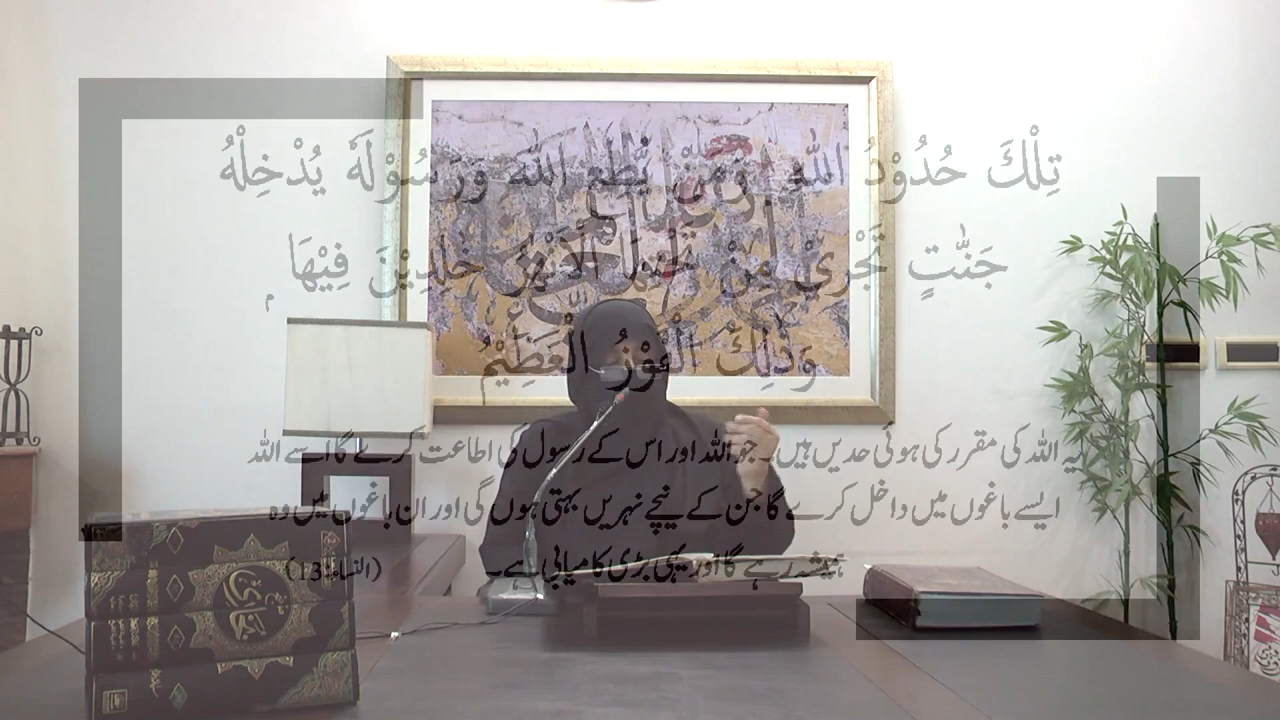 تِلْكَ حُدُوْدُ اللّٰهِ ۭ وَمَنْ يُّطِعِ اللّٰهَ وَرَسُوْلَهٗ يُدْخِلْهُ
جَنّٰتٍ تَجْرِيْ مِنْ تَحْتِهَا الْاَنْھٰرُ خٰلِدِيْنَ فِيْھَا ۭ
وَذٰلِكَ الْفَوْزُ الْعَظِيْمُ
یہ اللہ کی مقرر کی ہوئی حدیں ہیں۔ جو اللہ اور اس کے رسول کی اطاعت کرے گا اسے اللہ
ایسے باغوں میں داخل کرے گا جن کے نیچے نہریں بہتی ہوں گی اور ان باغوں میں وہ
ہمیشہ رہے گا اور یہی بڑی کامیابی ہے۔ (النساء:13)
بخاری